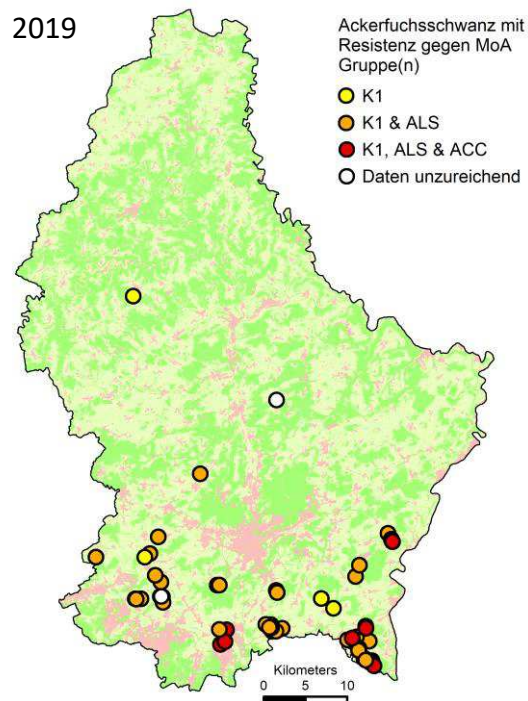 2019
Ackerfuchsschwanz mit
Resistenz gegen MoA
Gruppe(n)
K1
K1 & ALS
K1, ALS & ACC
Daten unzureichend
Kilometers
0 5 10